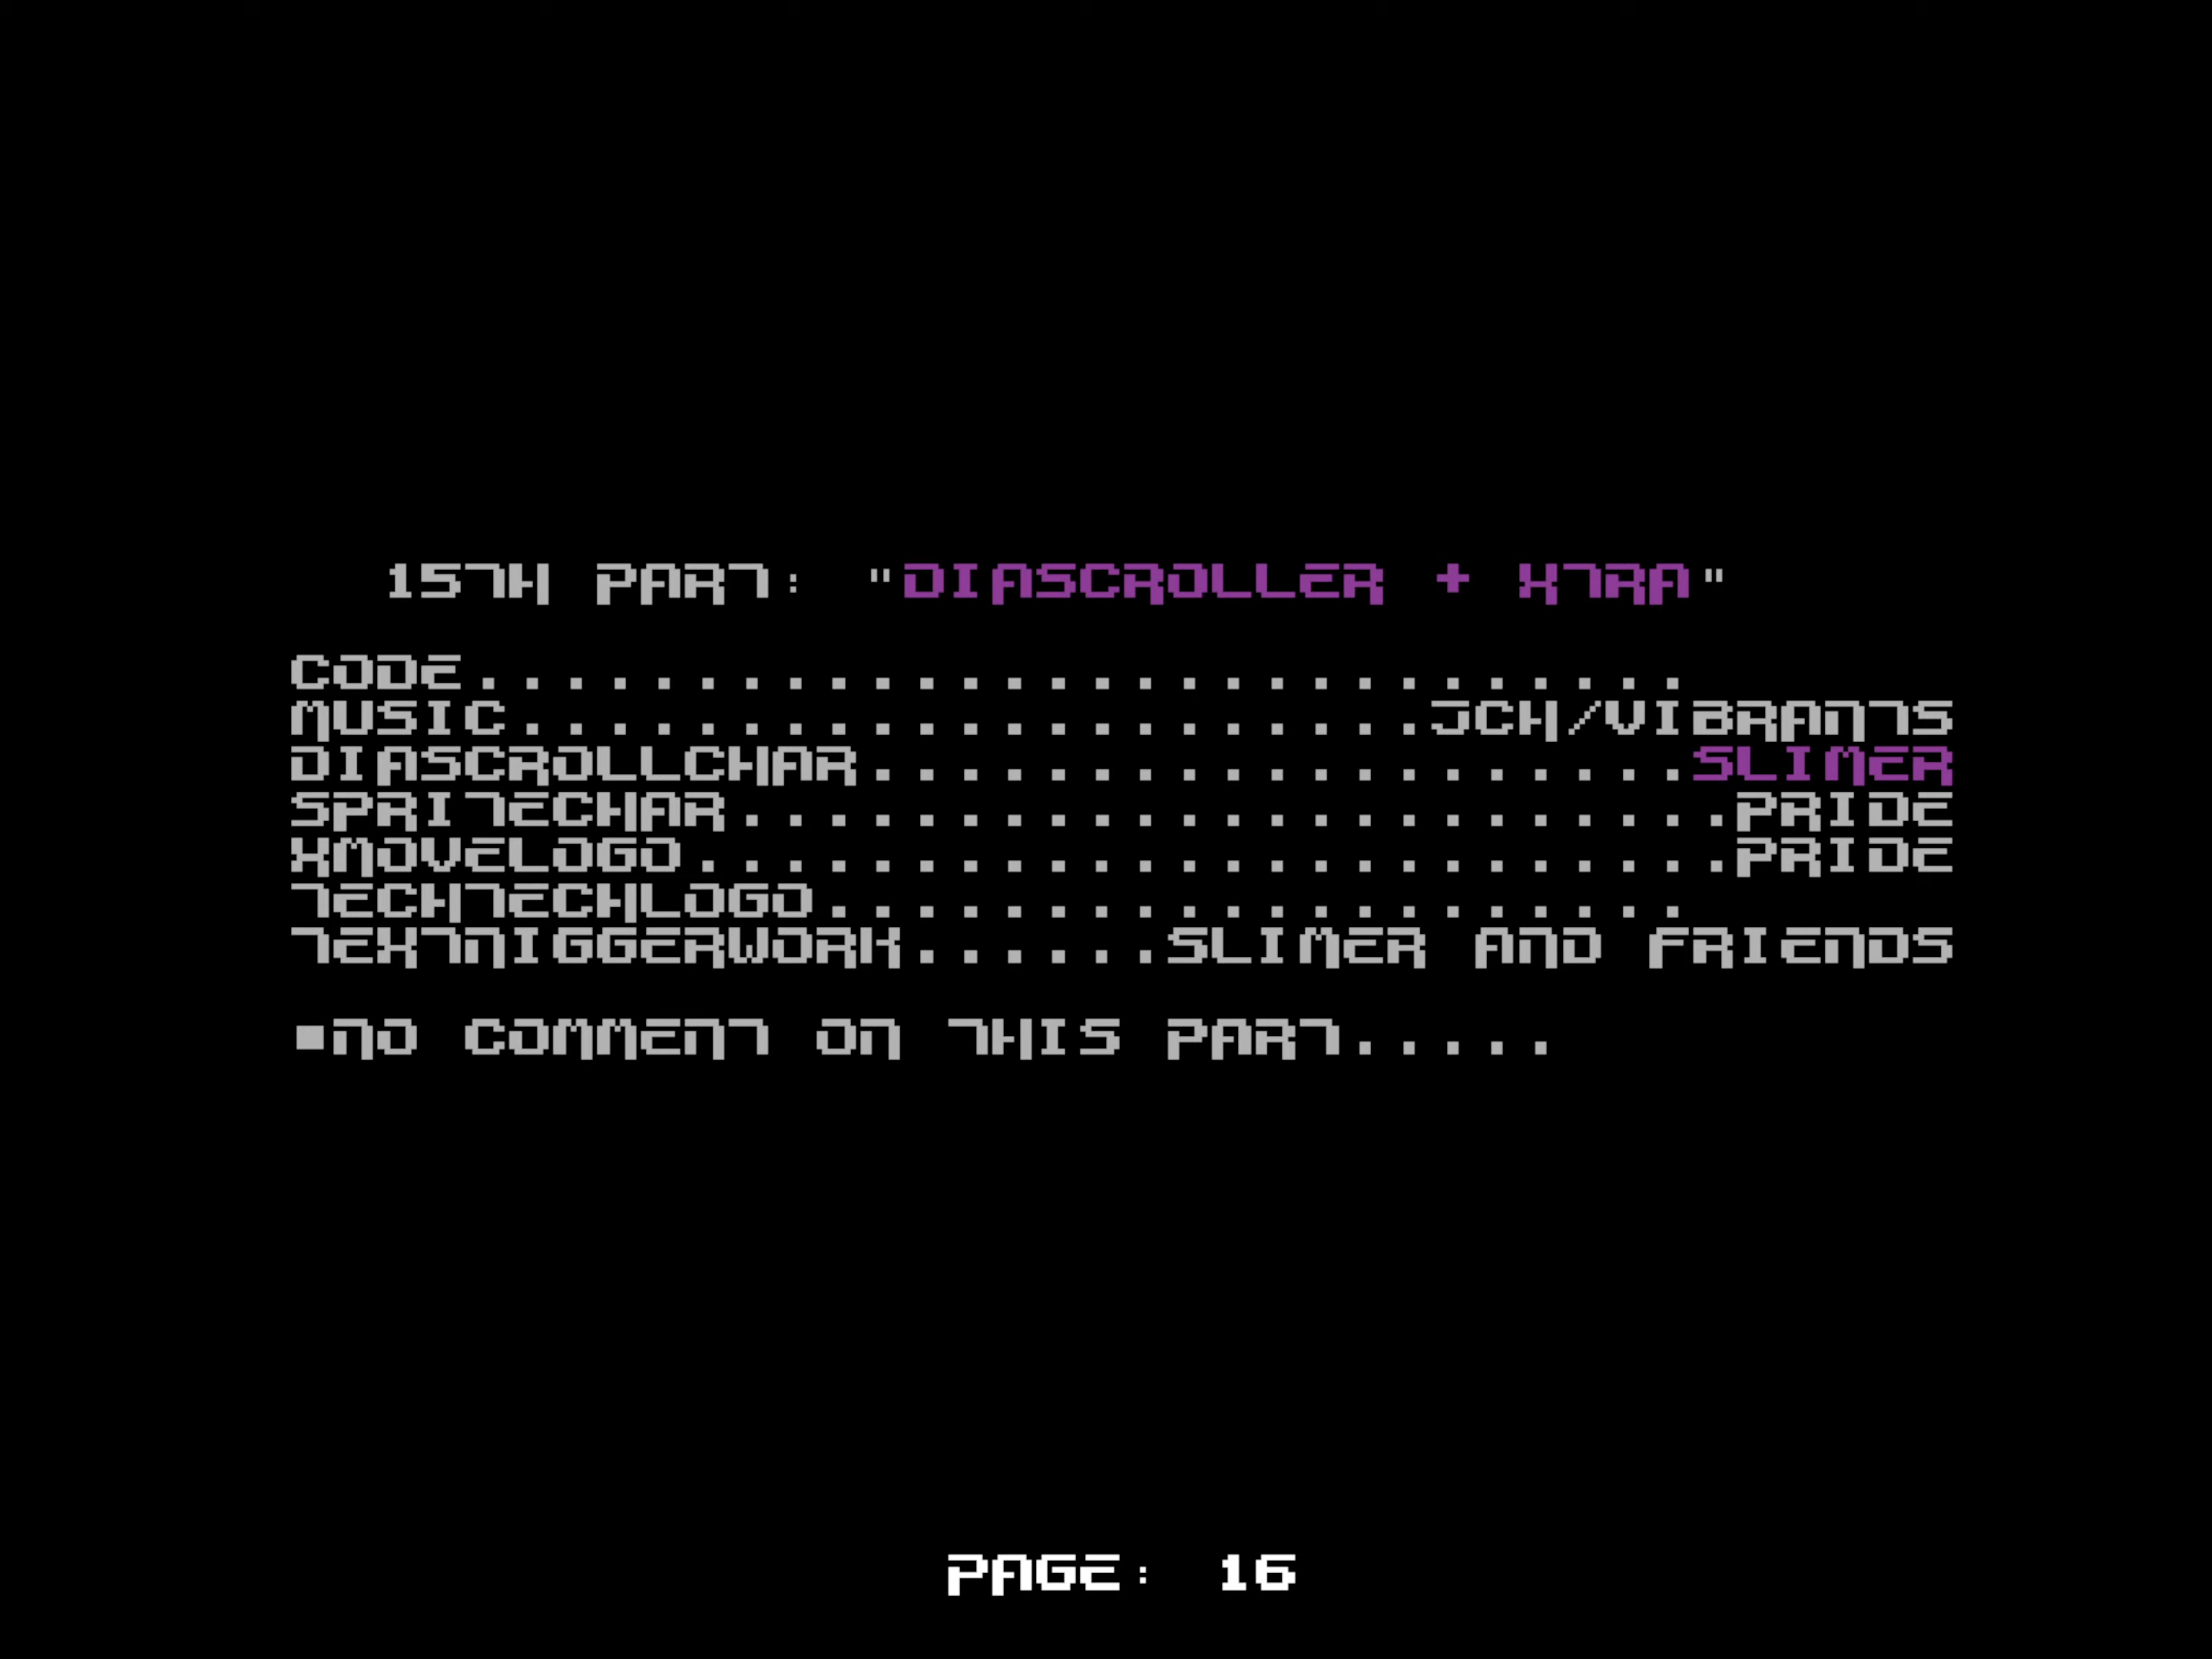 15TH PART: "DIASCROLLER + XTRA"
CODE............................
MUSIC.....................JCH/VIBRANTS
DIASCROLLCHAR...................SLIMER
SPRITECHAR.......................PRIDE
XMOVELOGO........................PRIDE
TECHTECHLOGO....................
TEXTNIGGERWORK......SLIMER AND FRIENDS
■NO COMMENT ON THIS PART.....
PAGE: 16